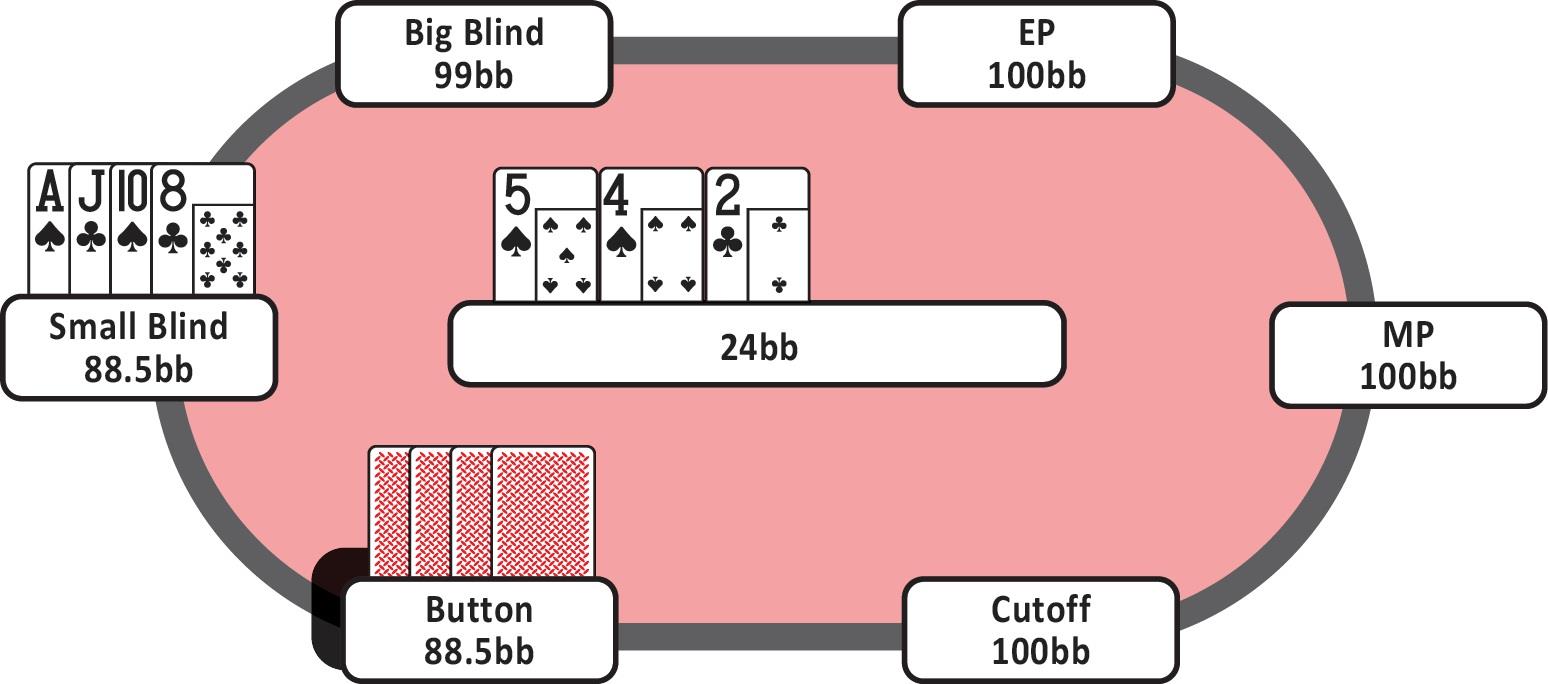 Big Blind
99bb
EP
100bb
A J 10 8
5 4 2
Small Blind
88.5bb
24bb
MP
100bb
Button
88.5bb
Cutoff
100bb